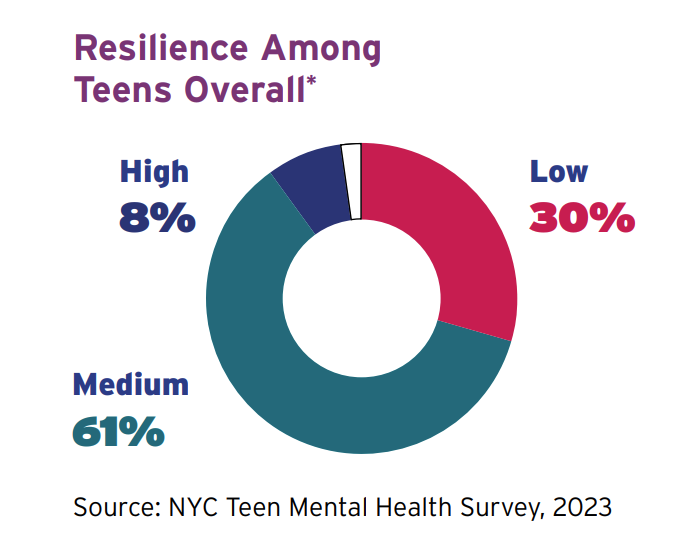 Resilience Among
Teens Overall*
High
8%
Low
30%
Medium
61%
Source: NYC Teen Mental Health Survey, 2023